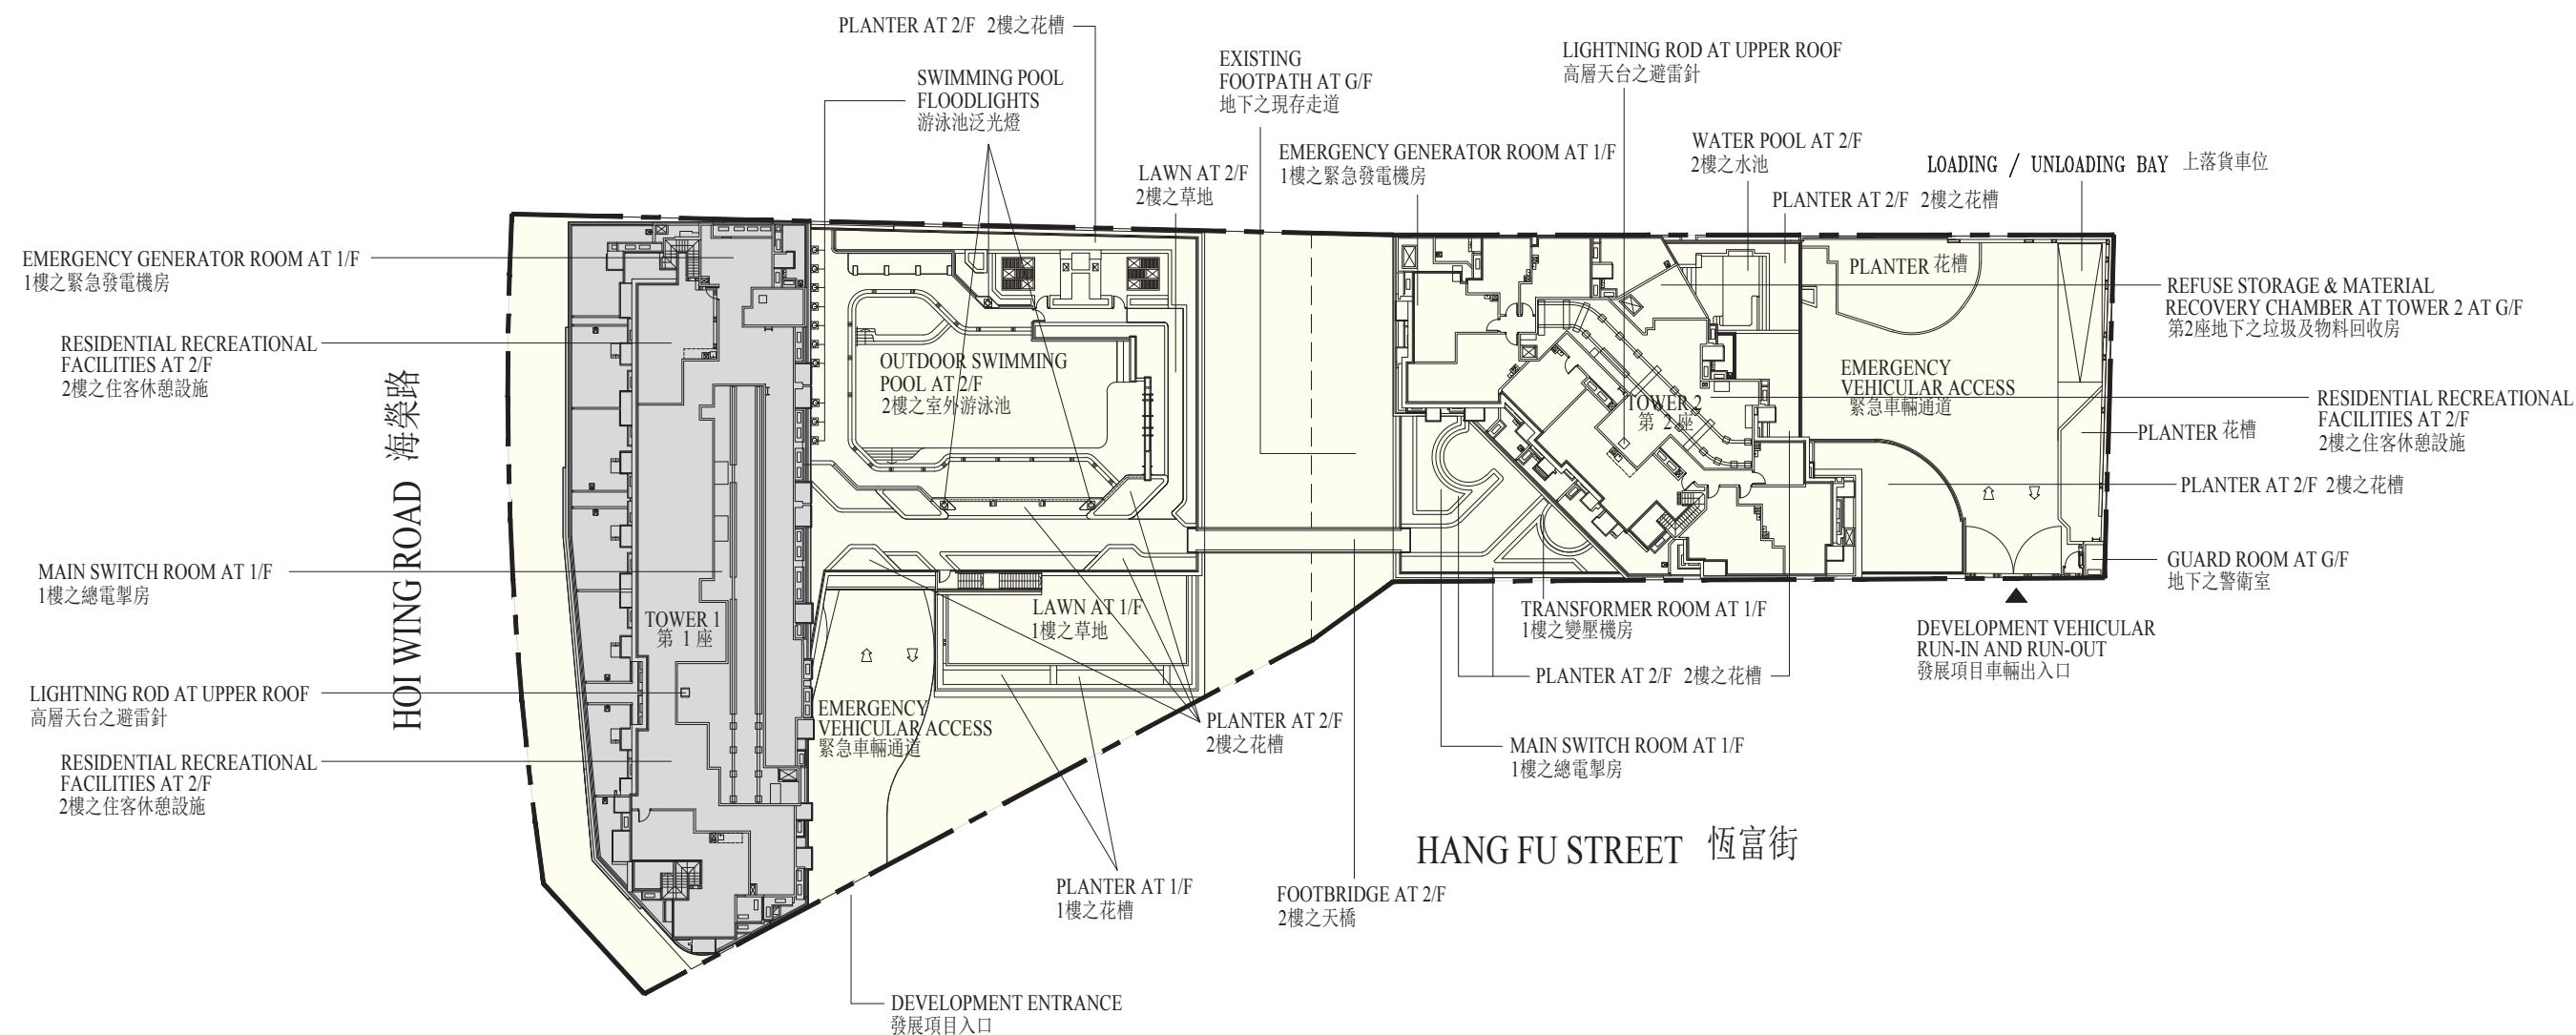 PLANTER AT 2/F 2樓之花槽
SWIMMING POOL
FLOODLIGHTS
游泳池泛光燈
EXISTING
FOOTPATH AT G/F
地下之現存走道
LIGHTNING ROD AT UPPER ROOF
高層天台之避雷針
EMERGENCY GENERATOR ROOM AT 1/F
1樓之緊急發電機房
LAWN AT 2/F
2樓之草地
WATER POOL AT 2/F
2樓之水池
LOADING / UNLOADING BAY 上落貨車位
PLANTER AT 2/F 2樓之花槽
EMERGENCY GENERATOR ROOM AT 1/F
1樓之緊急發電機房
PLANTER 花槽
REFUSE STORAGE & MATERIAL
RECOVERY CHAMBER AT TOWER 2 AT G/F
第2座地下之垃圾及物料回收房
RESIDENTIAL RECREATIONAL
FACILITIES AT 2/F
2樓之住客休憩設施
OUTDOOR SWIMMING
POOL AT 2/F
2樓之室外游泳池
EMERGENCY
VEHICULAR ACCESS
緊急車輛通道
TOWER 2
第 2 座
RESIDENTIAL RECREATIONAL
FACILITIES AT 2/F
2樓之住客休憩設施
PLANTER 花槽
PLANTER AT 2/F 2樓之花槽
HOI WING ROAD 海榮路
MAIN SWITCH ROOM AT 1/F
1樓之總電掣房
GUARD ROOM AT G/F
地下之警衛室
TOWER 1
第 1 座
LAWN AT 1/F
1樓之草地
TRANSFORMER ROOM AT 1/F
1樓之變壓機房
DEVELOPMENT VEHICULAR
RUN-IN AND RUN-OUT
發展項目車輛出入口
PLANTER AT 2/F 2樓之花槽
LIGHTNING ROD AT UPPER ROOF
高層天台之避雷針
EMERGENCY
VEHICULAR ACCESS
緊急車輛通道
PLANTER AT 2/F
2樓之花槽
MAIN SWITCH ROOM AT 1/F
1樓之總電掣房
RESIDENTIAL RECREATIONAL
FACILITIES AT 2/F
2樓之住客休憩設施
HANG FU STREET 恆富街
PLANTER AT 1/F
1樓之花槽
FOOTBRIDGE AT 2/F
2樓之天橋
DEVELOPMENT ENTRANCE
發展項目入口